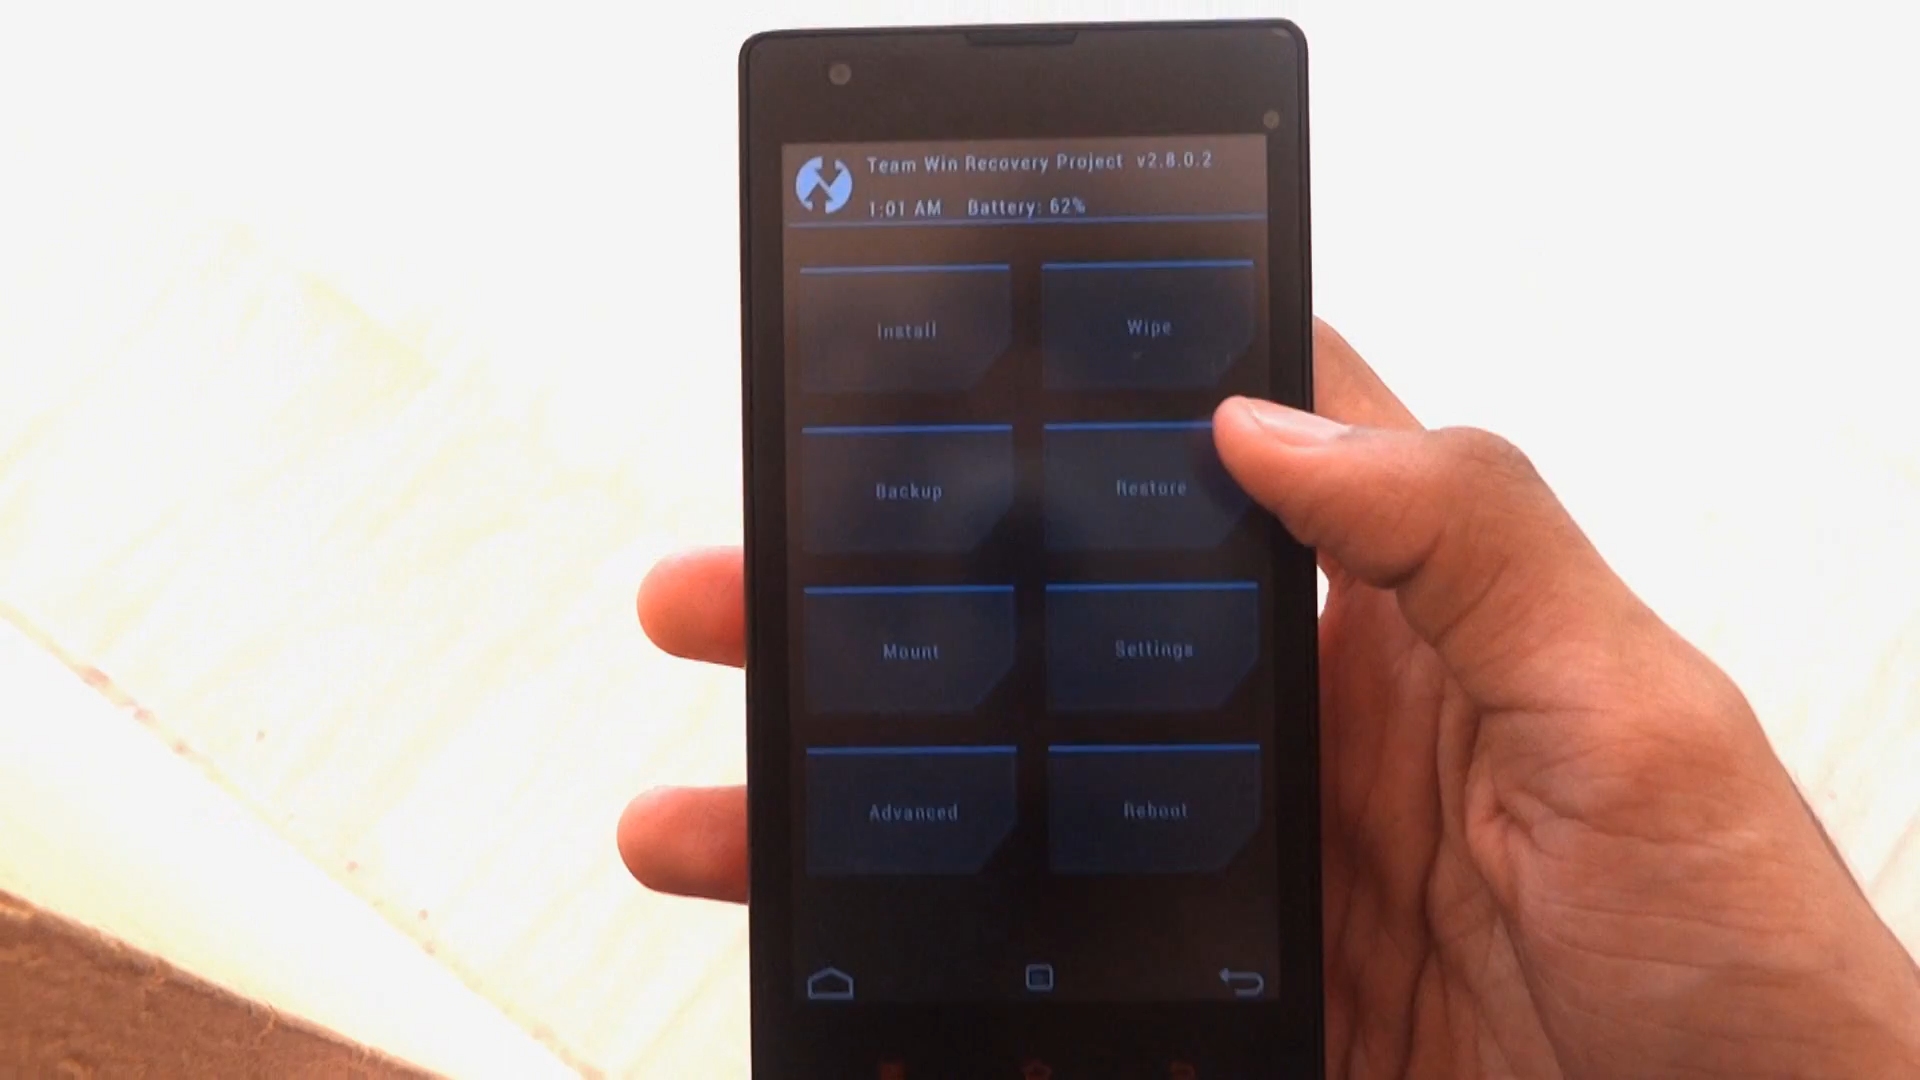 Team Win Recovery Project v2.8.0.2
1:01 AM Battery: 62%
Install
Wipe
Backup
Restore
Mount
Settings
Advanced
Reboot